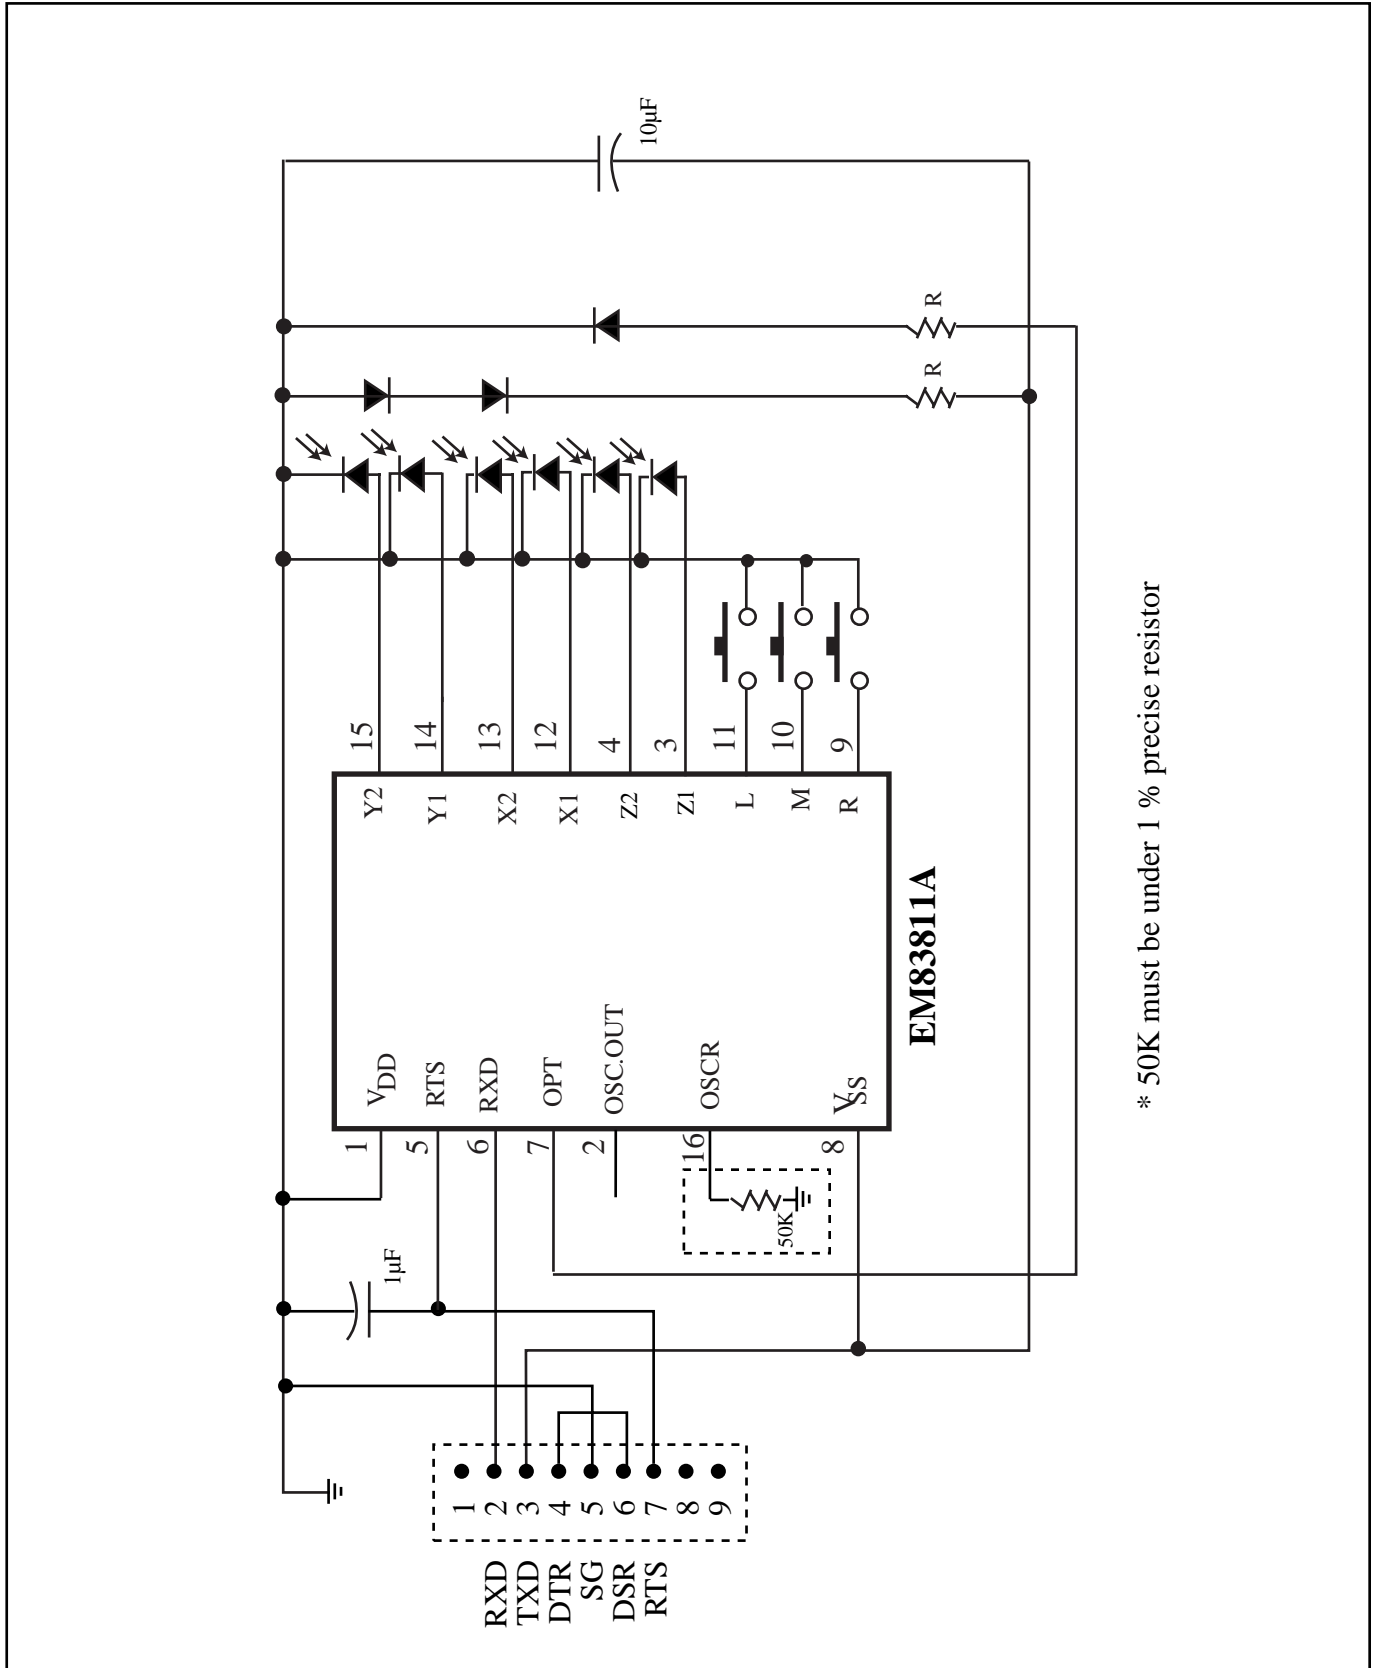 10µF
R
R
15
14
13
12
4
3
11
10
9
Y2
Y1
X2
X1
Z2
Z1
L
M
R
EM83811A
VDD
RTS
RXD
OPT
OSC.OUT
OSCR
VSS
1
5
6
7
2
16
8
50K
1µF
1
2
3
4
5
6
7
8
9
RXD
TXD
DTR
SG
DSR
RTS
* 50K must be under 1 % precise resistor